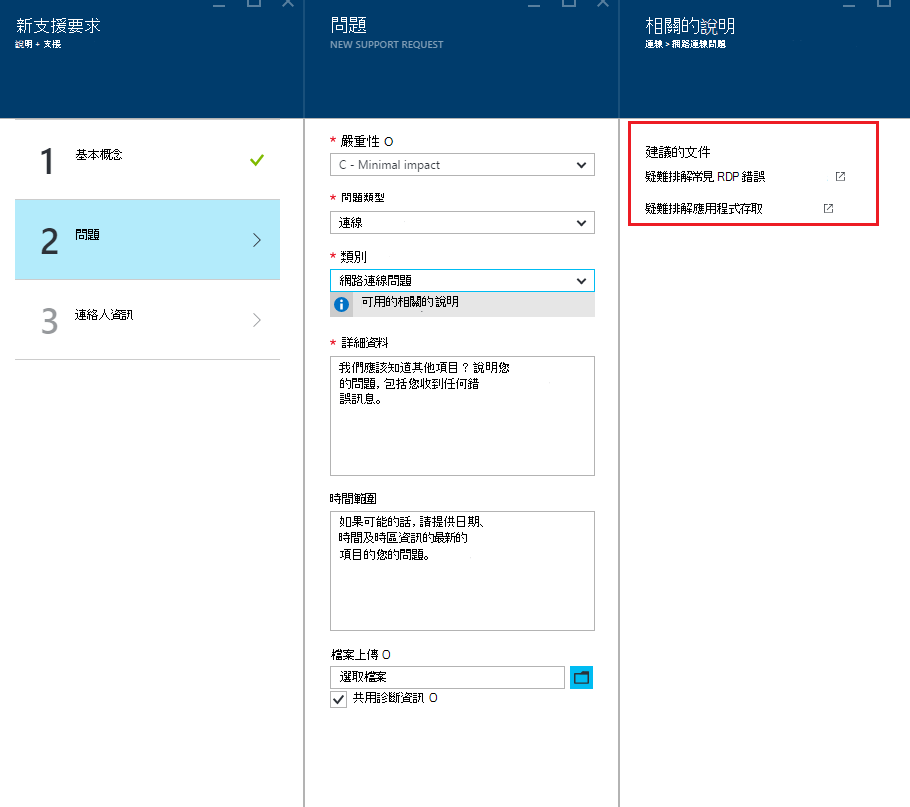 新支援要求
說明 + 支援
1
基本概念
2
問題
3
連絡人資訊
問題
NEW SUPPORT REQUEST
* 嚴重性 O
C - Minimal impact
* 問題類型
連線
* 類別
網路連線問題
可用的相關的說明
* 詳細資料
我們應該知道其他項目？說明您
的問題, 包括您收到任何錯
誤訊息。
時間範圍
如果可能的話, 請提供日期、
時間及時區資訊的最新的
項目的您的問題。
檔案上傳 O
選取檔案
共用診斷資訊 O
相關的說明
連線 > 網路連線問題
建議的文件
疑難排解常見 RDP 錯誤
疑難排解應用程式存取